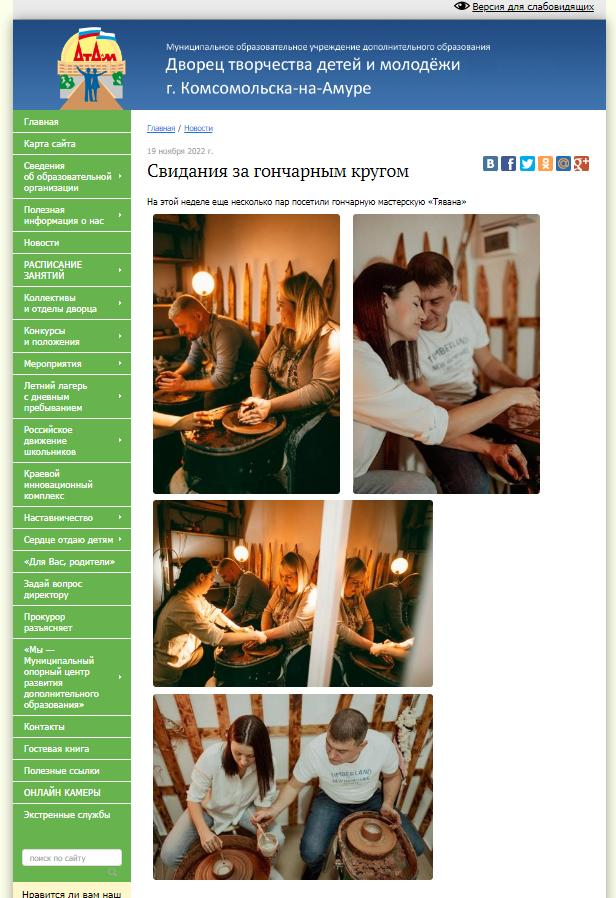 Версия для слабовидящих
ДТДиМ
Муниципальное образовательное учреждение дополнительного образования
Дворец творчества детей и молодёжи
г. Комсомольска-на-Амуре
Главная
Карта сайта
Сведения
об образовательной
организации
Полезная
информация о нас
Новости
РАСПИСАНИЕ
ЗАНЯТИЙ
Коллективы
и отделы дворца
Конкурсы
и положения
Мероприятия
Летний лагерь
с дневным
пребыванием
Российское
движение
школьников
Краевой
инновационный
комплекс
Наставничество
Сердце отдаю детям
«Для Вас, родители»
Задай вопрос
директору
Прокурор
разъясняет
«Мы —
Муниципальный
опорный центр
развития
дополнительного
образования»
Контакты
Гостевая книга
Полезные ссылки
ОНЛАЙН КАМЕРЫ
Экстренные службы
поиск по сайту
Нравится ли вам наш
Главная / Новости
19 ноября 2022 г.
Свидания за гончарным кругом
На этой неделе еще несколько пар посетили гончарную мастерскую «Тявана»
TIMBERLAND
TIMBERLAND